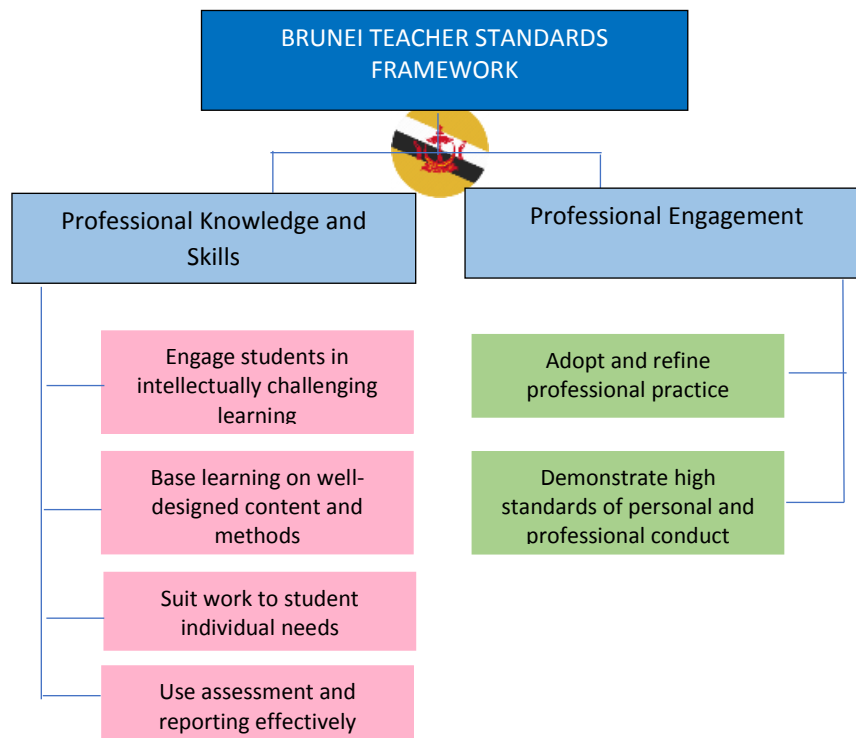 BRUNEI TEACHER STANDARDS
FRAMEWORK
Professional Knowledge and
Skills
Professional Engagement
Engage students in
intellectually challenging
learning
Base learning on well-
designed content and
methods
Suit work to student
individual needs
Use assessment and
reporting effectively
Adopt and refine
professional practice
Demonstrate high
standards of personal and
professional conduct